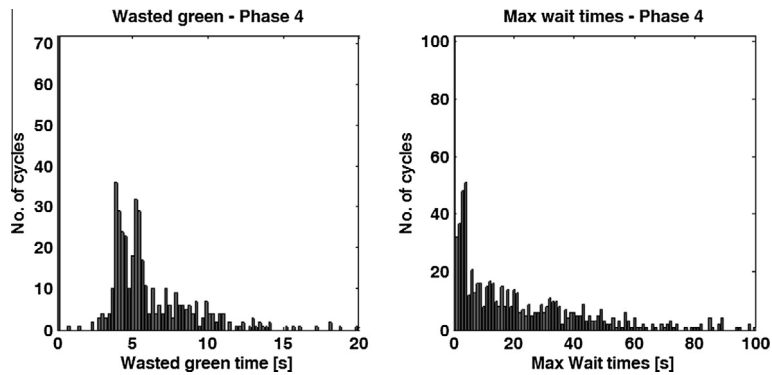 Wasted green - Phase 4
No. of cycles
70
60
50
40
30
20
10
0
0 5 10 15 20
Wasted green time [s]
Max wait times - Phase 4
No. of cycles
100
80
60
40
20
0
0 20 40 60 80 100
Max Wait times [s]